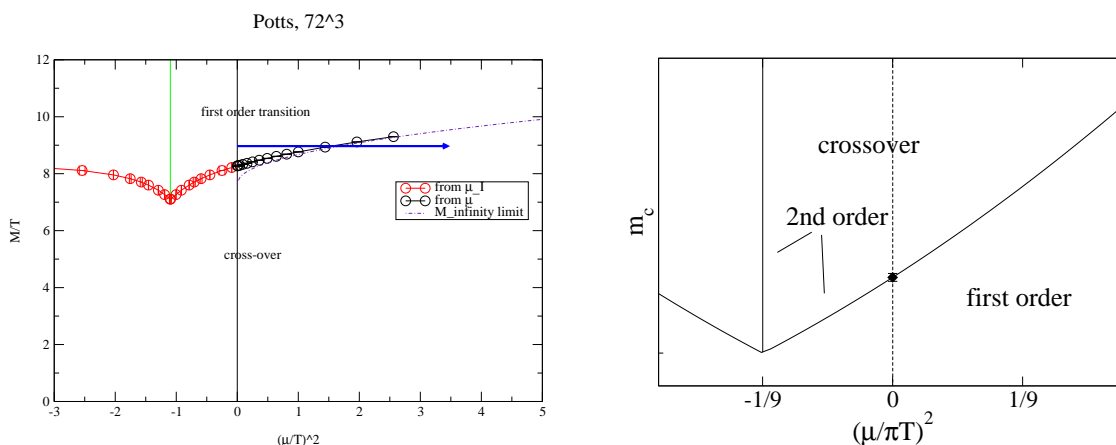 Potts, 72^3
12
10
8
6
4
2
0
M/T
first order transition
from μ_I
from μ
M_infinity limit
cross-over
-3
-2
-1
0
1
2
3
4
5
(μ/T)^2
m_c
crossover
2nd order
first order
-1/9
0
1/9
(μ/πT)^2